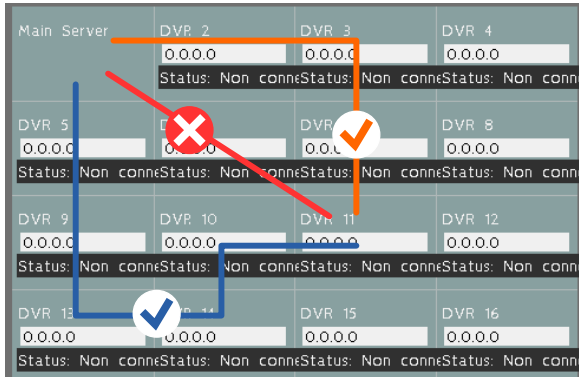 Main Server DVR 2 DVR 3 DVR 4
0.0.0.0 0.0.0.0 0.0.0.0
Status: Non conne Status: Non conne Status: Non conn
DVR 5 DVR DVR 8
0.0.0.0 0.0.0.0 0.0.0.0
Status: Non conne Status: Non conne Status: Non conne Status: Non conn
DVR 9 DVR 10 DVR 11 DVR 12
0.0.0.0 0.0.0.0 0.0.0.0 0.0.0.0
Status: Non conne Status: Non conne Status: Non conne Status: Non conn
DVR 13 14 DVR 15 DVR 16
0.0.0.0 0.0.0.0 0.0.0.0 0.0.0.0
Status: Non conne Status: Non conne Status: Non conne Status: Non conn